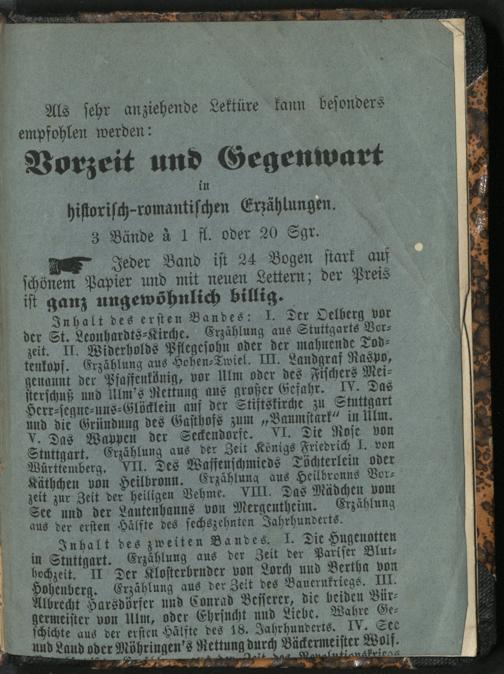 Als sehr anziehende Lektüre kann besonders
empfohlen werden:
Vorzeit und Gegenwart
in
historisch-romantischen Erzählungen.
3 Bände à 1 fl. oder 20 Sgr.
Jeder Band ist 24 Bogen stark auf
schönem Papier und mit neuen Lettern; der Preis
ist ganz ungewöhnlich billig.
Inhalt des ersten Bandes: I. Der Oelberg vor
der St. Leonhardts-Kirche. Erzählung aus Stuttgarts Vor-
zeit. II. Widerholds Pflegesohn oder der mahnende Tod-
tenkopf. Erzählung aus Hohen-Twiel. III. Landgraf Raspo,
genannt der Pfaffenkönig, vor Ulm oder des Fischers Mei-
sterschuß und Ulm's Rettung aus großer Gefahr. IV. Das
Herr-segne-uns-Glöcklein auf der Stiftskirche zu Stuttgart
und die Gründung des Gasthofs zum „Baumstark" in Ulm.
V. Das Wappen der Seckendorfe. VI. Die Rose von
Stuttgart. Erzählung aus der Zeit Königs Friedrich I. von
Württemberg. VII. Des Waffenschmieds Töchterlein oder
Käthchen von Heilbronn. Erzählung aus Heilbronns Vor-
zeit zur Zeit der heiligen Vehme. VIII. Das Mädchen vom
See und der Lautenhanns von Mergentheim. Erzählung
aus der ersten Hälfte des sechszehnten Jahrhunderts.
Inhalt des zweiten Bandes. I. Die Hugenotten
in Stuttgart. Erzählung aus der Zeit der Pariser Blut-
hochzeit. II Der Klosterbruder von Lorch und Bertha von
Hohenberg. Erzählung aus der Zeit des Bauernkriegs. III.
Albrecht Harsdörfer und Conrad Besserer, die beiden Bür-
germeister von Ulm, oder Ehrsucht und Liebe. Wahre Ge-
schichte aus der ersten Hälfte des 18. Jahrhunderts. IV. See
und Land oder Möhringen's Rettung durch Bäckermeister Wolf.